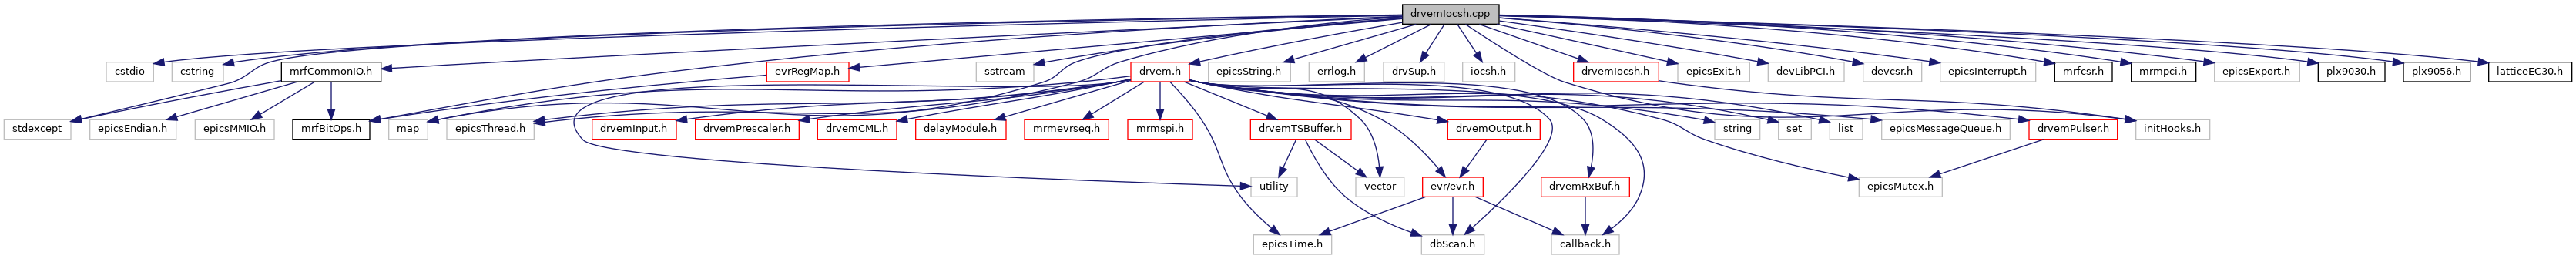 drvemIocsh.cpp
cstdio
cstring
mrfCommonIO.h
evrRegMap.h
sstream
drvem.h
epicsString.h
errlog.h
drvSup.h
iocsh.h
drvemIocsh.h
epicsExit.h
devLibPCI.h
devcsr.h
epicsInterrupt.h
mrfcsr.h
mrmpci.h
epicsExport.h
plx9030.h
plx9056.h
latticeEC30.h
stdexcept
epicsEndian.h
epicsMMIO.h
mrfBitOps.h
map
epicsThread.h
drvemInput.h
drvemPrescaler.h
drvemCML.h
delayModule.h
mrmevrseq.h
mrmspi.h
drvemTSBuffer.h
drvemOutput.h
string
set
list
epicsMessageQueue.h
drvemPulser.h
initHooks.h
utility
vector
evr/evr.h
drvemRxBuf.h
epicsMutex.h
epicsTime.h
dbScan.h
callback.h